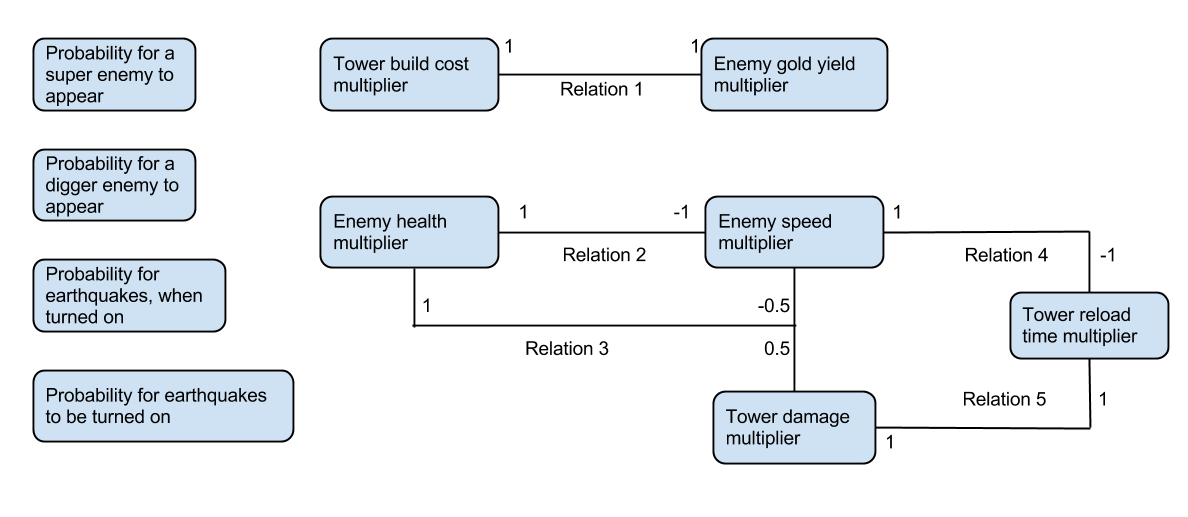 Probability for a
super enemy to
appear
Tower build cost
multiplier
1
1
Relation 1
Enemy gold yield
multiplier
Probability for a
digger enemy to
appear
Enemy health
multiplier
1
-1
Relation 2
Enemy speed
multiplier
1
Relation 4
-1
Probability for
earthquakes, when
turned on
1
-0.5
Relation 3
0.5
Tower reload
time multiplier
Probability for earthquakes
to be turned on
Tower damage
multiplier
Relation 5
1
1